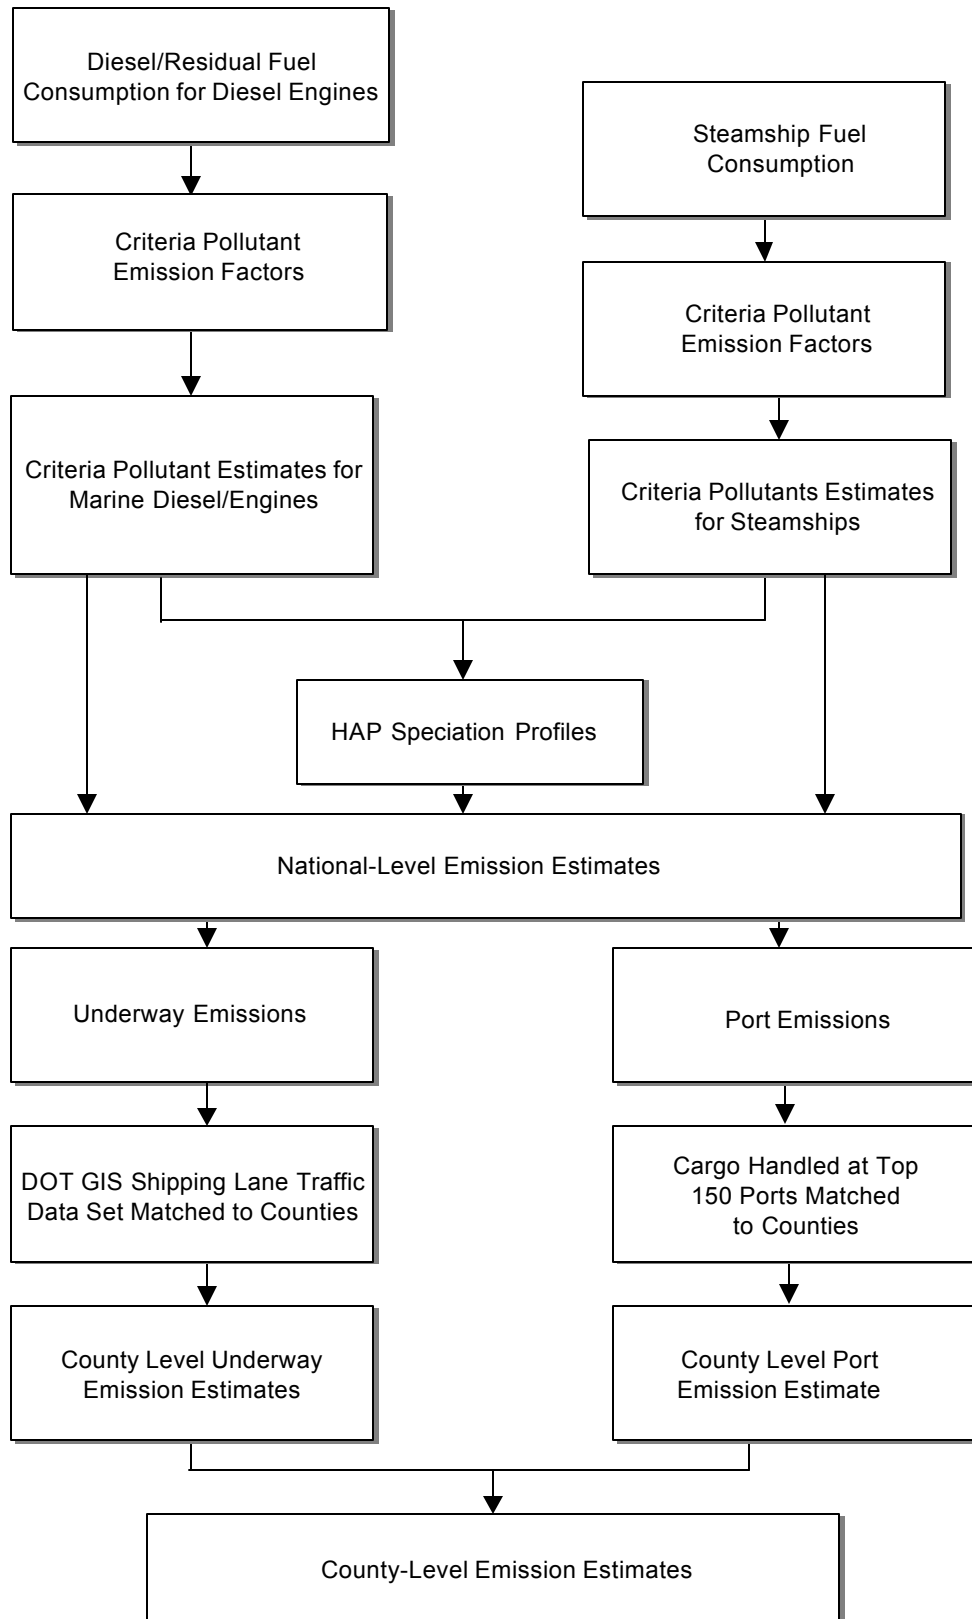 Diesel/Residual Fuel
Consumption for Diesel Engines
Steamship Fuel
Consumption
Criteria Pollutant
Emission Factors
Criteria Pollutant
Emission Factors
Criteria Pollutant Estimates for
Marine Diesel/Engines
Criteria Pollutants Estimates
for Steamships
HAP Speciation Profiles
National-Level Emission Estimates
Underway Emissions
Port Emissions
DOT GIS Shipping Lane Traffic
Data Set Matched to Counties
Cargo Handled at Top
150 Ports Matched
to Counties
County Level Underway
Emission Estimates
County Level Port
Emission Estimate
County-Level Emission Estimates